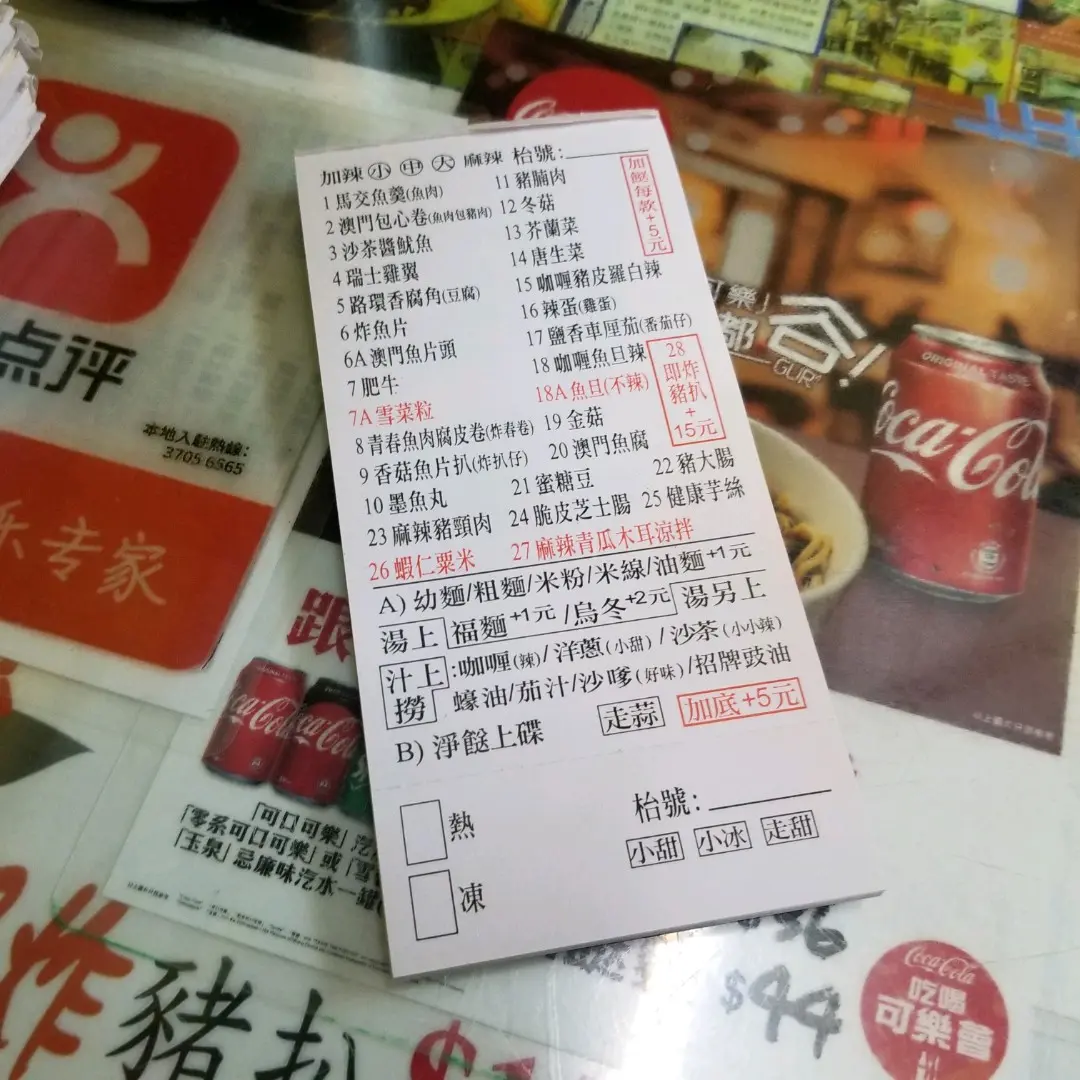 加辣 小 中 大 麻辣 枱號:
加餸每款+5元
1 馬交魚羹(魚肉)
11 豬腩肉
2 澳門包心卷(魚肉包豬肉)
12 冬菇
3 沙茶醬魷魚
13 芥蘭菜
4 瑞士雞翼
14 唐生菜
5 路環香腐角(豆腐)
15 咖喱豬皮羅白辣
6 炸魚片
16 辣蛋(雞蛋)
6A 澳門魚片頭
17 鹽香車厘茄(番茄仔)
7 肥牛
18 咖喱魚旦辣
7A 雪菜粒
18A 魚旦(不辣)
28
即炸
豬扒
+
15元
8 青春魚肉腐皮卷(炸春卷)
19 金菇
9 香菇魚片扒(炸扒仔)
20 澳門魚腐
10 墨魚丸
21 蜜糖豆
22 豬大腸
23 麻辣豬頸肉
24 脆皮芝士腸
25 健康芋絲
26 蝦仁粟米
27 麻辣青瓜木耳涼拌
A) 幼麵/粗麵/米粉/米線/油麵+1元
湯上 福麵+1元/烏冬+2元 湯另上
汁上:咖喱(辣)/洋蔥(小甜)/沙茶(小小辣)
撈 蠔油/茄汁/沙嗲(好味)/招牌豉油
B) 淨餸上碟 走蒜 加底+5元
熱
枱號:
小甜 小冰 走甜
凍
点评
本地入駐熱線:
3705 6565
乐专家
跟
「可口可樂」汽
「零系可口可樂」或「雪
「玉泉」忌廉味汽水一罐
炸豬扒
$44
Coca-Cola
吃喝
可樂會
ORIGINAL TASTE
Coca-Cola
可樂」
都
GUR